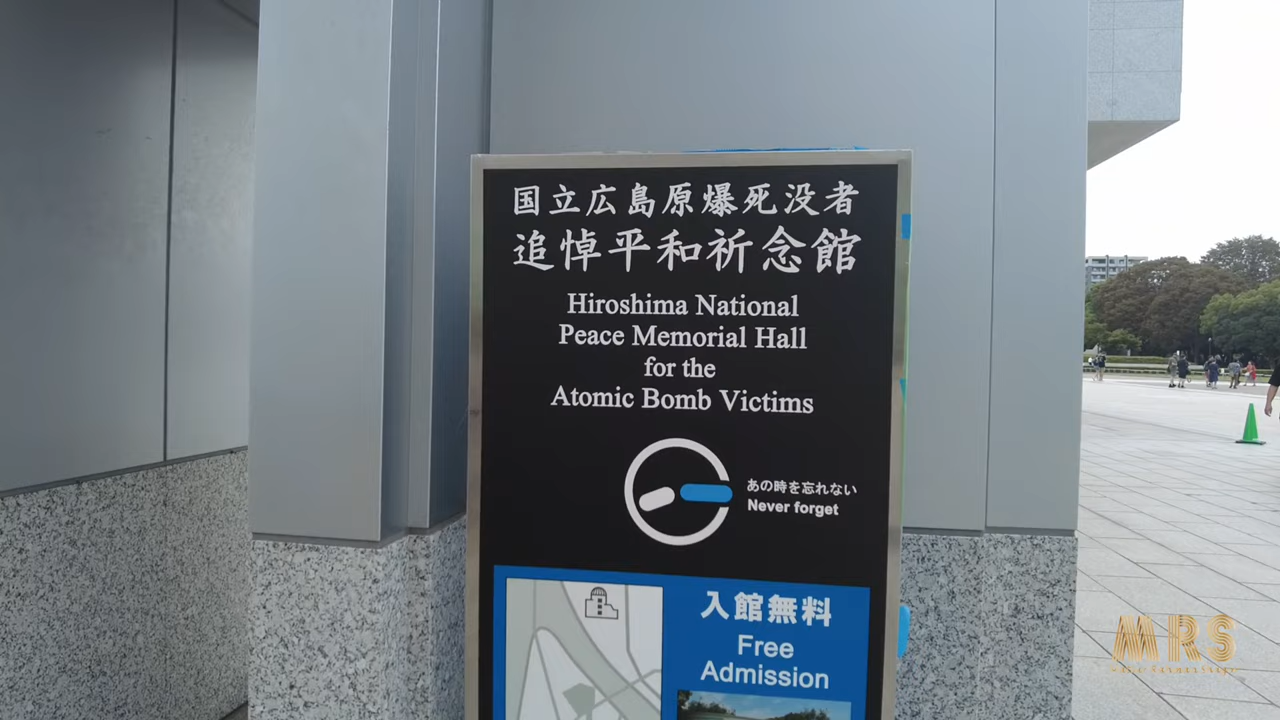 国立広島原爆死没者
追悼平和祈念館
Hiroshima National
Peace Memorial Hall
for the
Atomic Bomb Victims
あの時を忘れない
Never forget
入館無料
Free
Admission
MRS